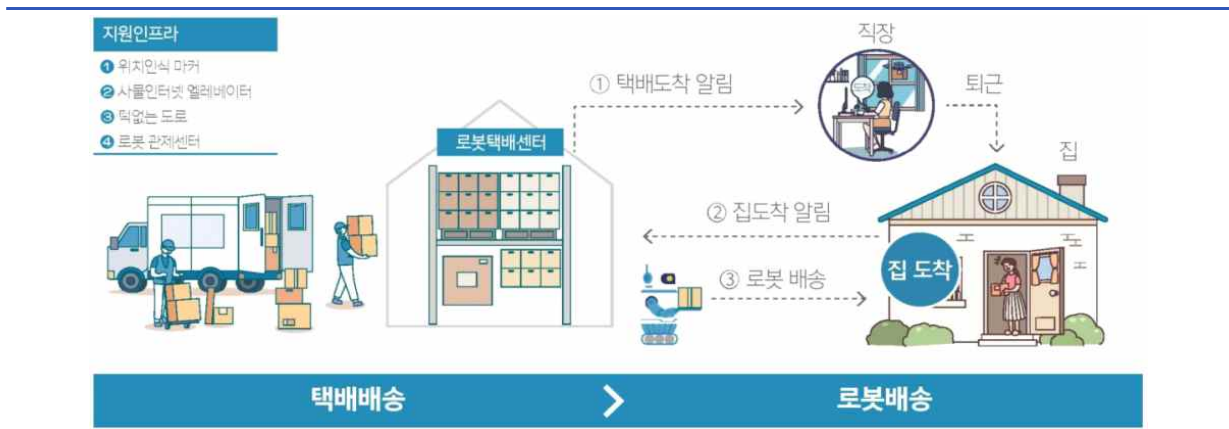 지원인프라
❶ 위치인식 마커
❷ 사물인터넷 엘레베이터
❸ 턱없는 도로
❹ 로봇 관제센터
로봇택배센터
① 택배도착 알림
직장
도착
퇴근
집
② 집도착 알림
집 도착
③ 로봇 배송
택배배송
로봇배송